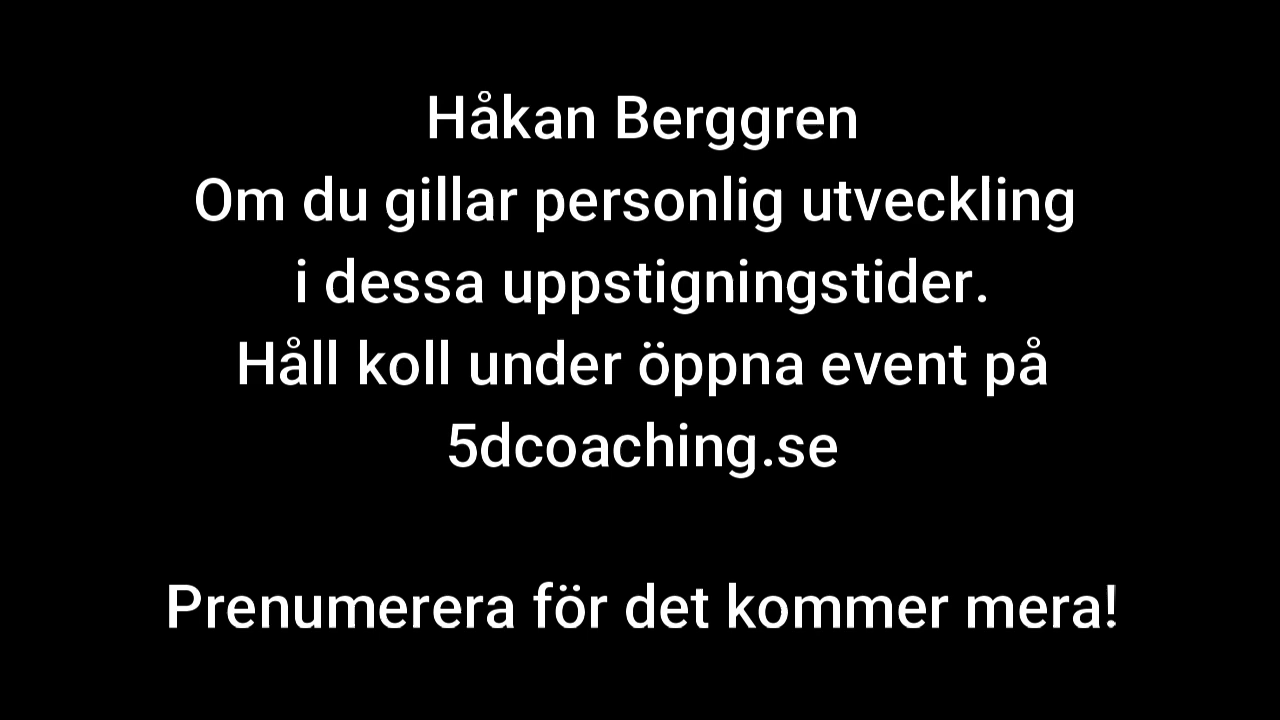 Håkan Berggren
Om du gillar personlig utveckling
i dessa uppstigningstider.
Håll koll under öppna event på
5dcoaching.se
Prenumerera för det kommer mera!